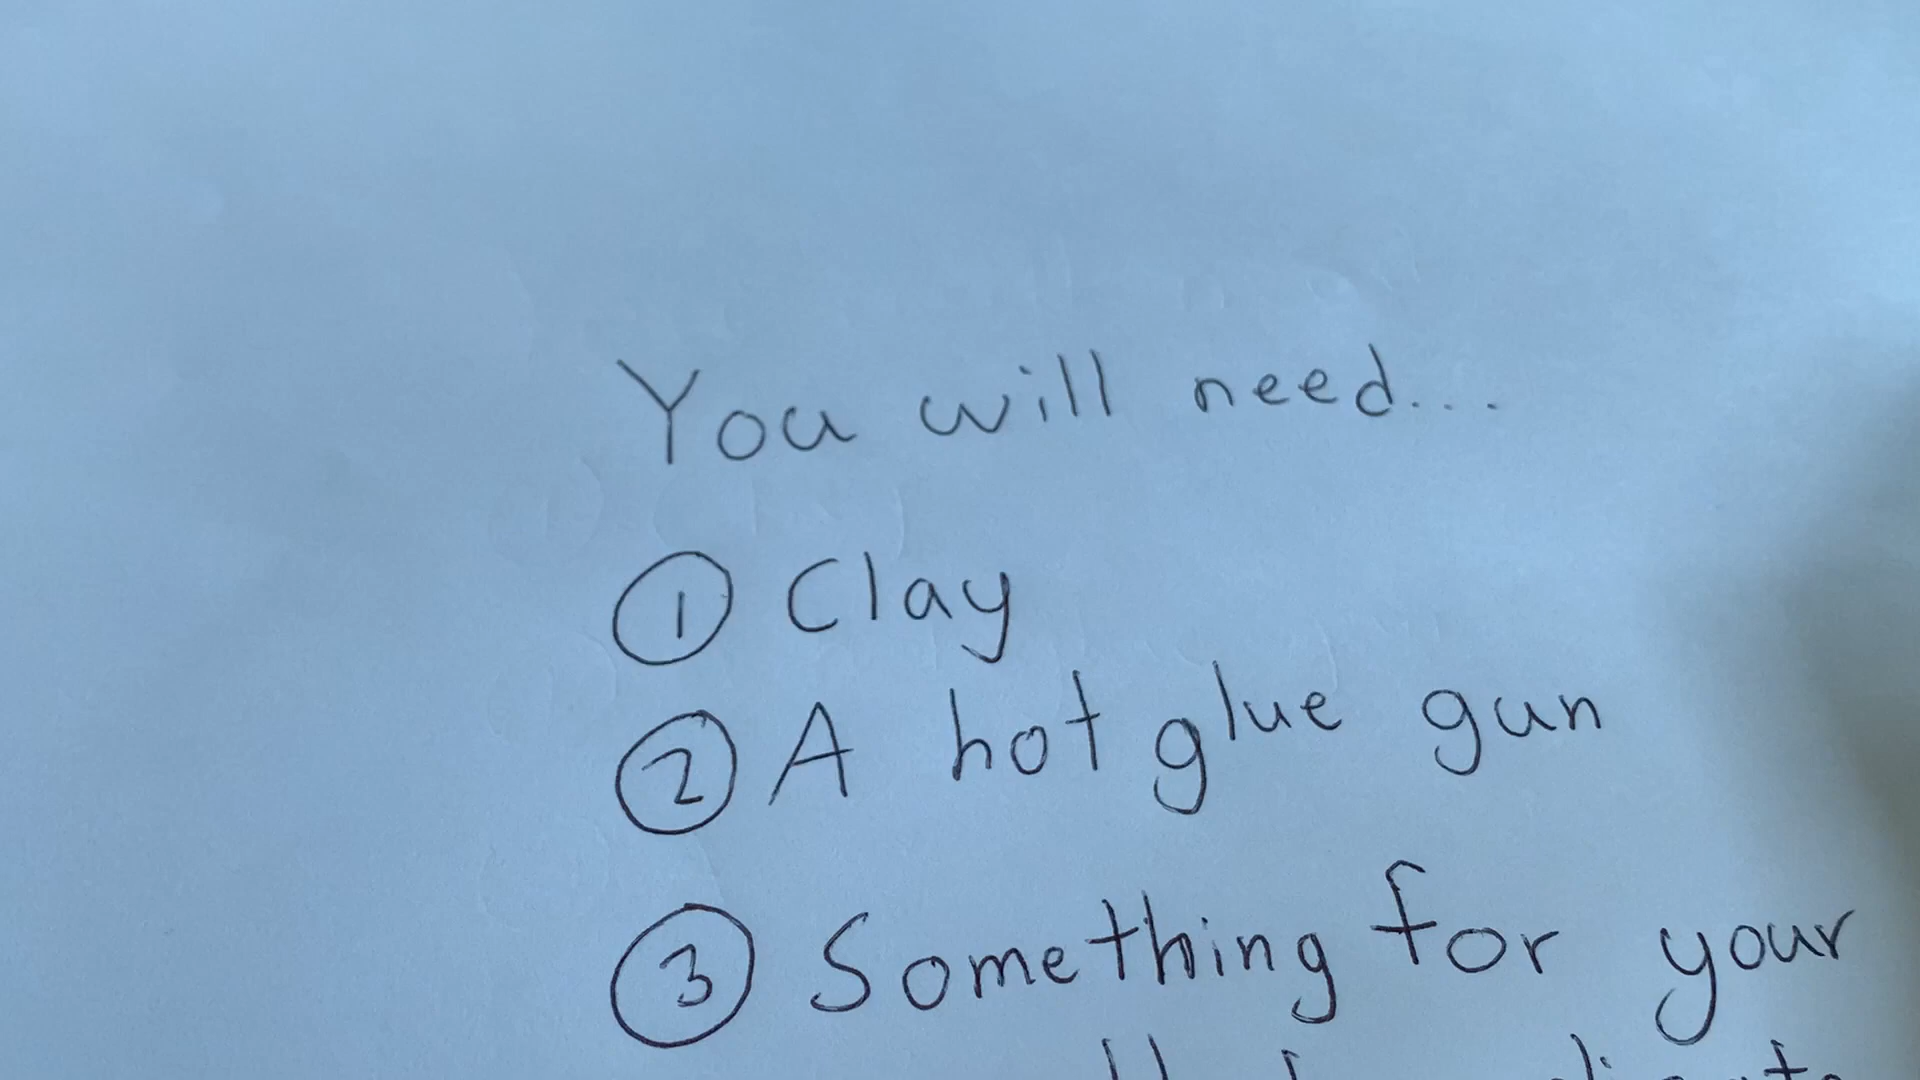 You will need...
① Clay
② A hot glue gun
③ Something for your